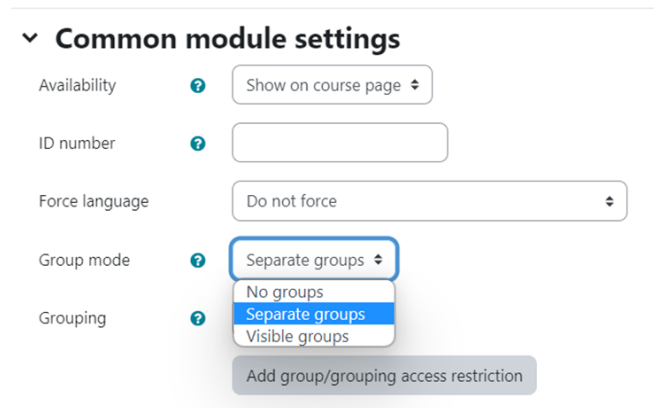 Common module settings
Availability ? Show on course page
ID number ?
Force language Do not force
Group mode ? Separate groups
No groups
Grouping ? Separate groups
Visible groups
Add group/grouping access restriction